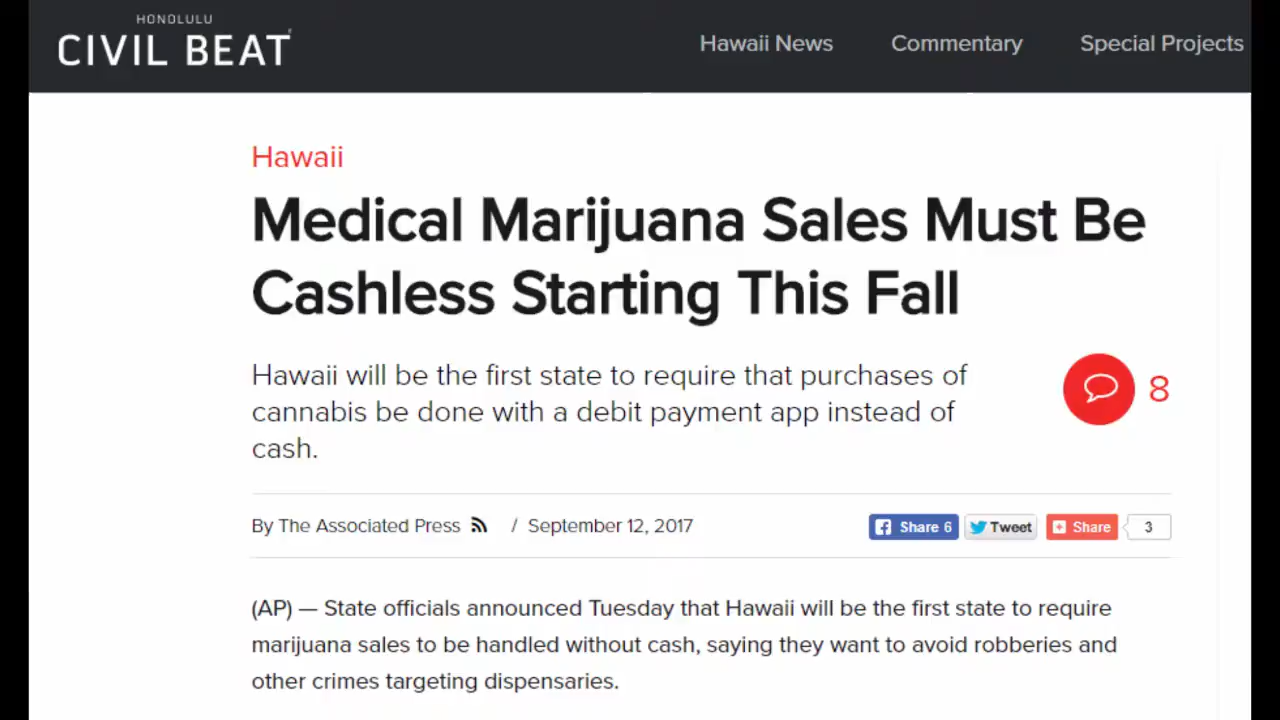 HONOLULU
CIVIL BEAT
Hawaii News Commentary Special Projects
Hawaii
Medical Marijuana Sales Must Be
Cashless Starting This Fall
Hawaii will be the first state to require that purchases of
cannabis be done with a debit payment app instead of
cash.
8
By The Associated Press / September 12, 2017
Share 6 Tweet Share 3
(AP) — State officials announced Tuesday that Hawaii will be the first state to require
marijuana sales to be handled without cash, saying they want to avoid robberies and
other crimes targeting dispensaries.